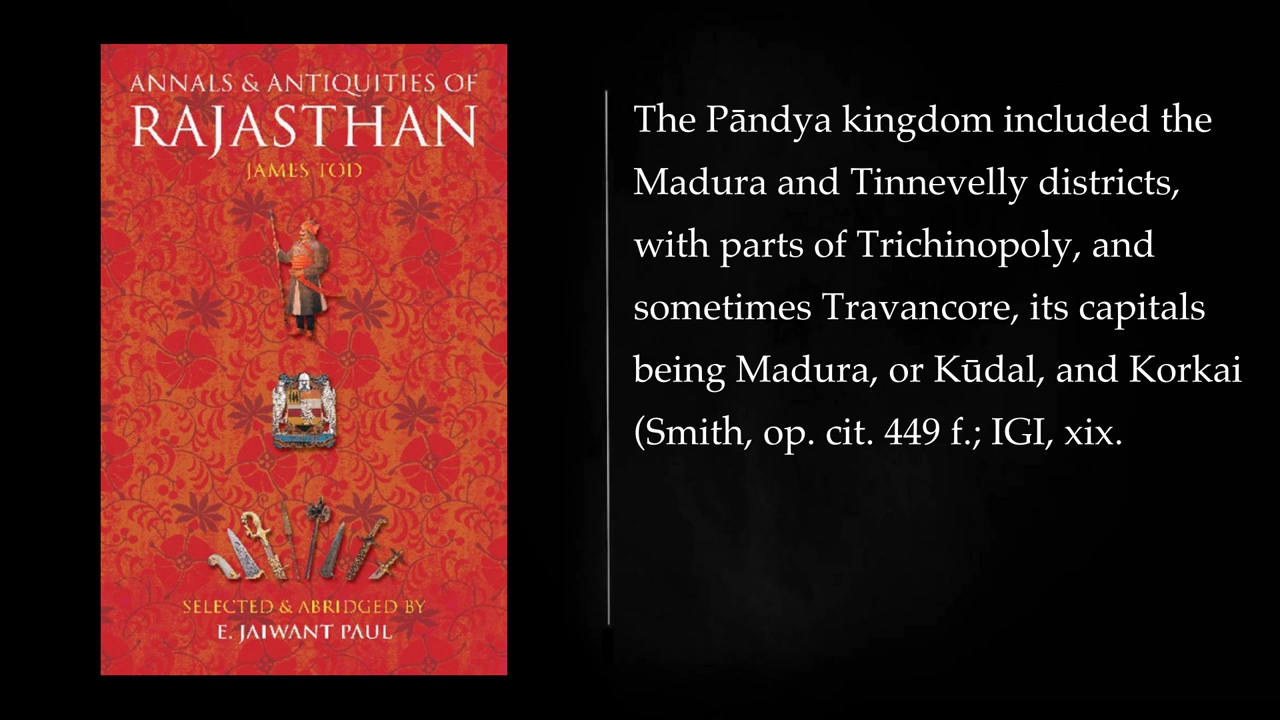 ANNALS & ANTIQUITIES OF
RAJASTHAN
JAMES TOD
SELECTED & ABRIDGED BY
E. JAIWANT PAUL
The Pāndya kingdom included the
Madura and Tinnevelly districts,
with parts of Trichinopoly, and
sometimes Travancore, its capitals
being Madura, or Kūdal, and Korkai
(Smith, op. cit. 449 f.; IGI, xix.